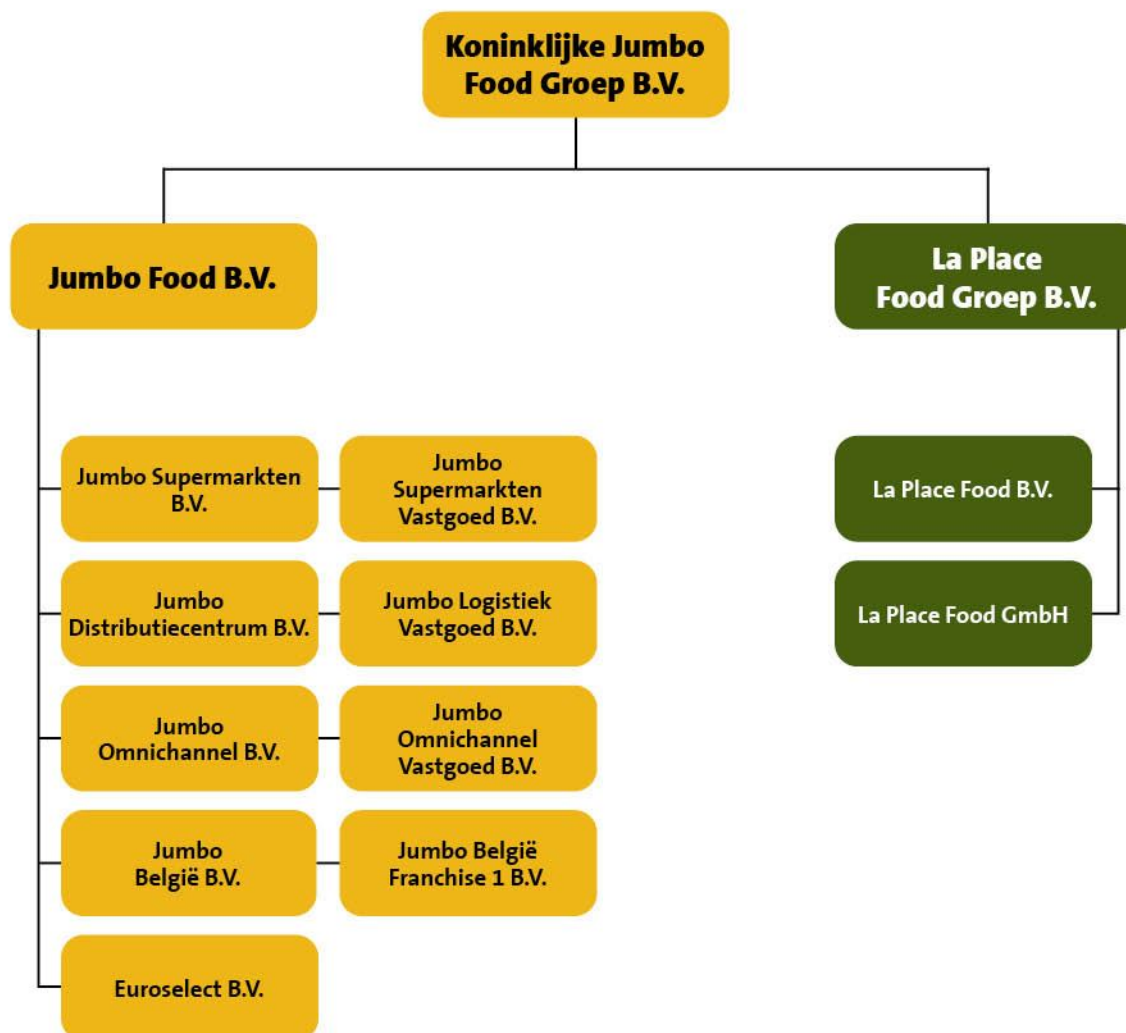 Koninklijke Jumbo
Food Groep B.V.
Jumbo Food B.V.
La Place
Food Groep B.V.
Jumbo Supermarkten
B.V.
Jumbo
Supermarkten
Vastgoed B.V.
La Place Food B.V.
Jumbo
Distributiecentrum B.V.
Jumbo Logistiek
Vastgoed B.V.
La Place Food GmbH
Jumbo
Omnichannel B.V.
Jumbo
Omnichannel
Vastgoed B.V.
Jumbo
België B.V.
Jumbo België
Franchise 1 B.V.
Euroselect B.V.